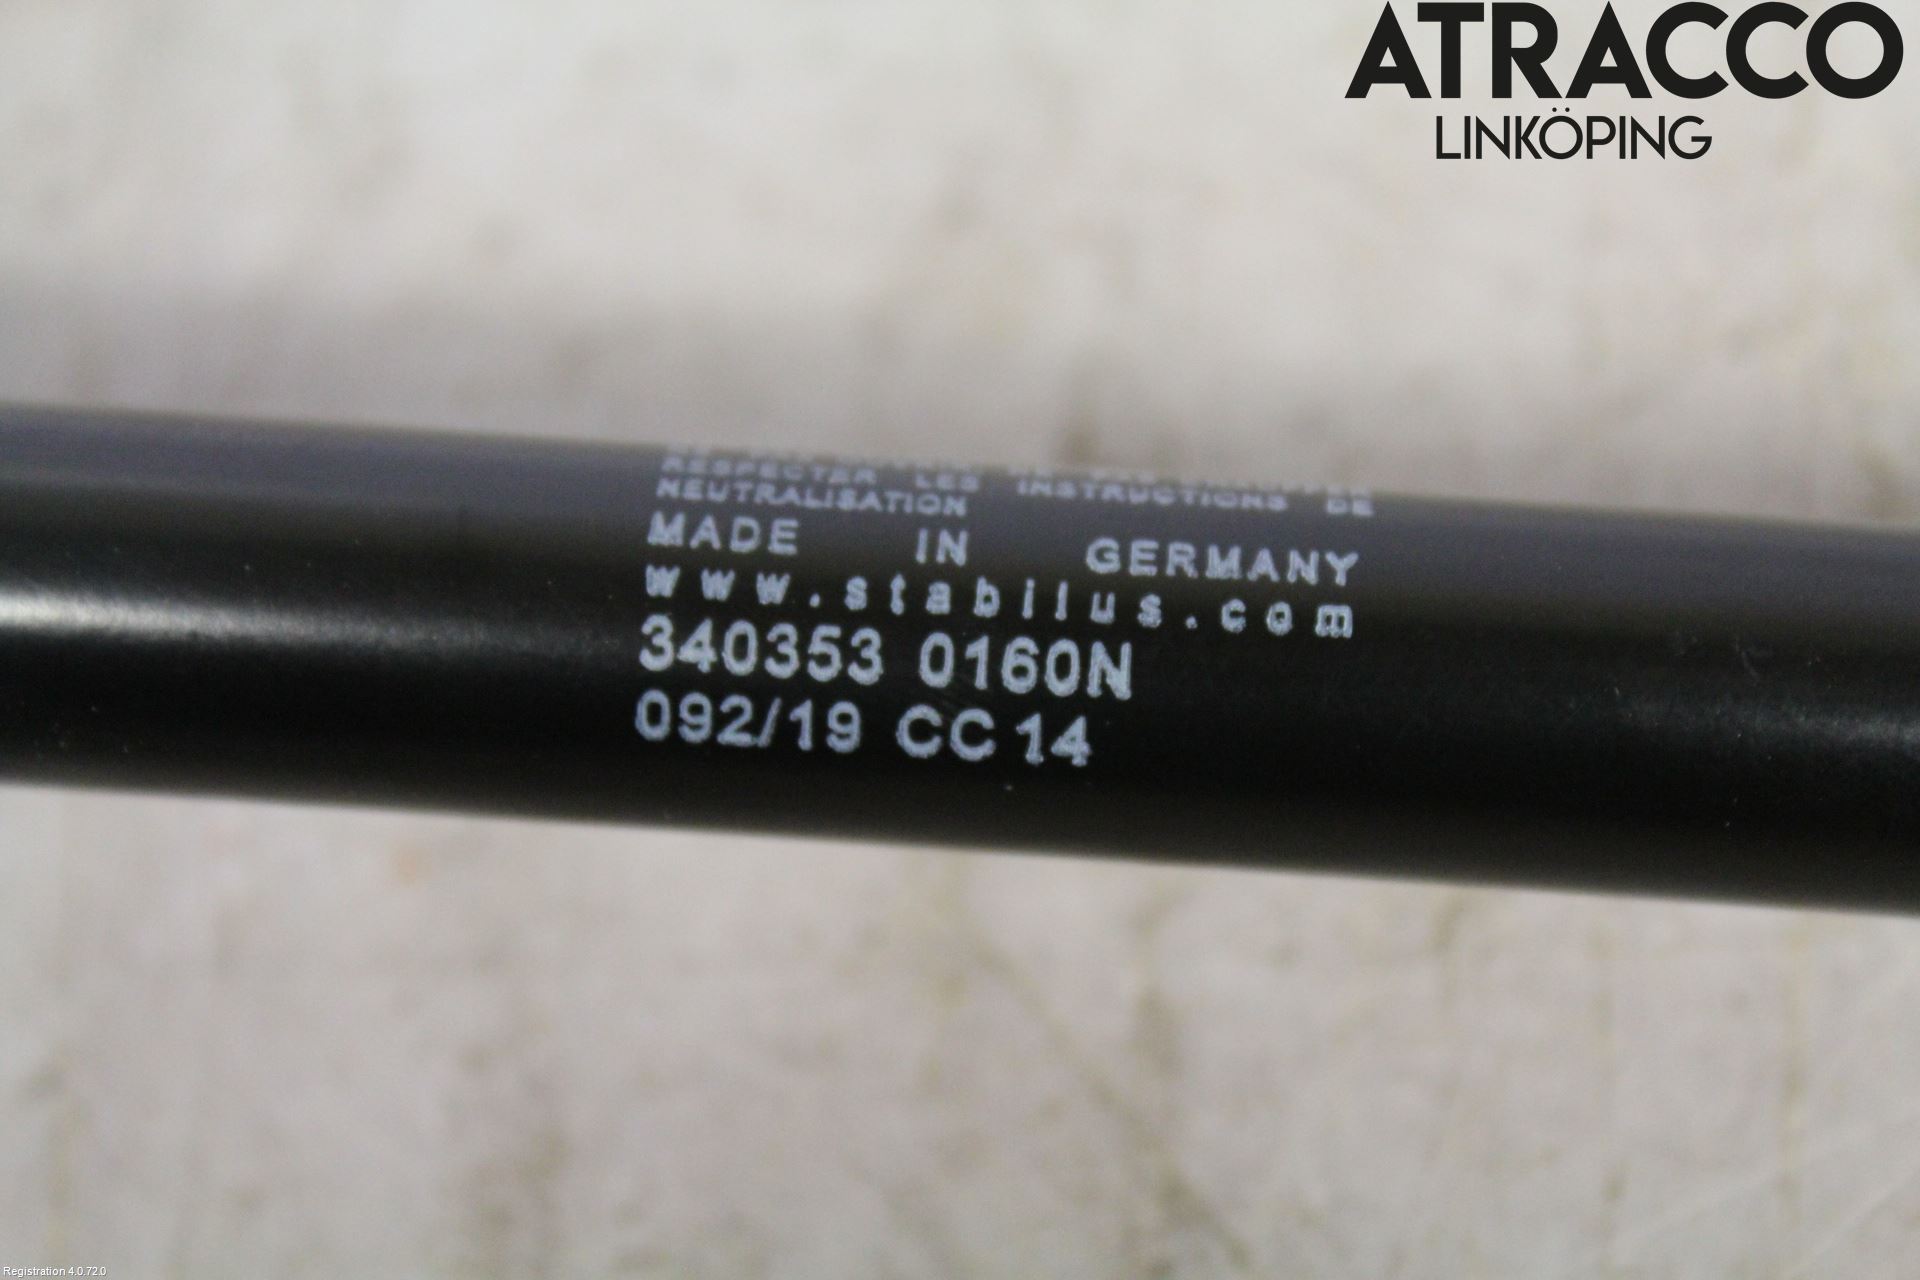 ATRACCO
LINKÖPING
RESPECTER LES INSTRUCTIONS DE
NEUTRALISATION
MADE IN GERMANY
www.stabilus.com
340353 0160N
092/19 CC 14
Registration 4.0.72.0